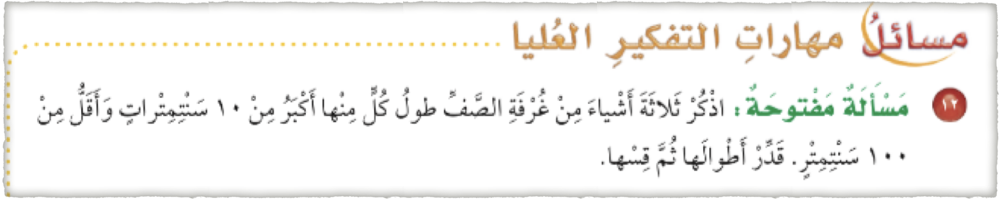 مسائلُ مهاراتِ التفكيرِ العُليا
١٢ مَسْأَلَةٌ مَفْتوحَةٌ : اذْكُرْ ثَلاثَةَ أَشْياءَ مِنْ غُرْفَةِ الصَّفِّ طولُ كُلٍّ مِنْها أَكْبَرُ مِنْ ١٠ سَنْتِمِتْراتٍ وَأَقَلُّ مِنْ
١٠٠ سَنْتِمِتْرٍ. قَدِّرْ أَطْوالَها ثُمَّ قِسْها.